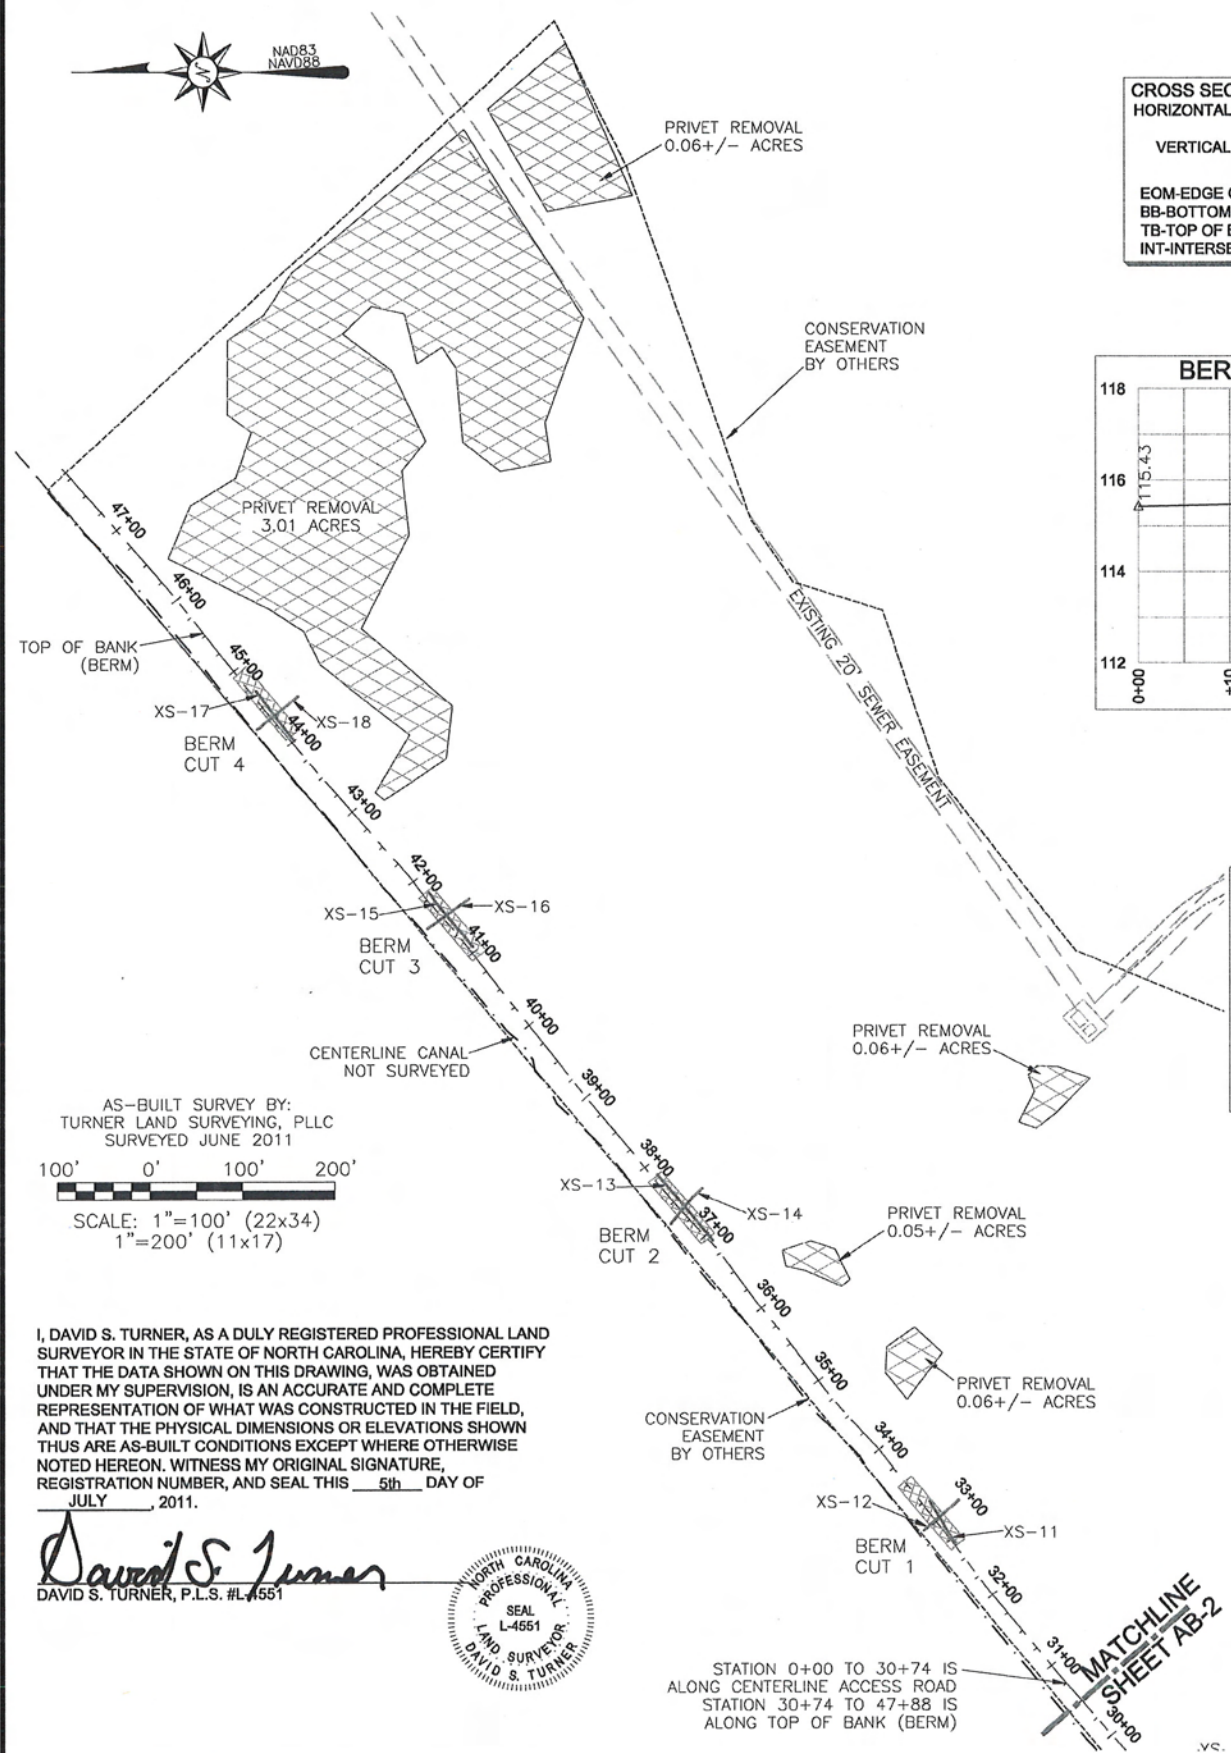 NAD83
NAVD88
N
CROSS SEC
HORIZONTAL
VERTICAL
EOM-EDGE
BB-BOTTOM
TB-TOP OF
INT-INTERSE
PRIVET REMOVAL
0.06+/- ACRES
CONSERVATION
EASEMENT
BY OTHERS
BER
118
116
115.43
114
112
0+00
+10
PRIVET REMOVAL
3.01 ACRES
47+00
46+00
45+00
44+00
43+00
42+00
41+00
40+00
39+00
38+00
37+00
36+00
35+00
34+00
33+00
32+00
31+00
30+00
TOP OF BANK
(BERM)
XS-17
XS-18
BERM
CUT 4
EXISTING 20' SEWER EASEMENT
XS-15
XS-16
BERM
CUT 3
CENTERLINE CANAL
NOT SURVEYED
PRIVET REMOVAL
0.06+/- ACRES
AS-BUILT SURVEY BY:
TURNER LAND SURVEYING, PLLC
SURVEYED JUNE 2011
100' 0' 100' 200'
SCALE: 1"=100' (22x34)
1"=200' (11x17)
XS-13
XS-14
BERM
CUT 2
PRIVET REMOVAL
0.05+/- ACRES
PRIVET REMOVAL
0.06+/- ACRES
CONSERVATION
EASEMENT
BY OTHERS
XS-12
XS-11
BERM
CUT 1
I, DAVID S. TURNER, AS A DULY REGISTERED PROFESSIONAL LAND
SURVEYOR IN THE STATE OF NORTH CAROLINA, HEREBY CERTIFY
THAT THE DATA SHOWN ON THIS DRAWING, WAS OBTAINED
UNDER MY SUPERVISION, IS AN ACCURATE AND COMPLETE
REPRESENTATION OF WHAT WAS CONSTRUCTED IN THE FIELD,
AND THAT THE PHYSICAL DIMENSIONS OR ELEVATIONS SHOWN
THUS ARE AS-BUILT CONDITIONS EXCEPT WHERE OTHERWISE
NOTED HEREON. WITNESS MY ORIGINAL SIGNATURE,
REGISTRATION NUMBER, AND SEAL THIS 5th DAY OF
JULY, 2011.
David S. Turner
DAVID S. TURNER, P.L.S. #L-4551
NORTH CAROLINA
PROFESSIONAL
SEAL
L-4551
LAND SURVEYOR
DAVID S. TURNER
MATCHLINE
SHEET AB-2
STATION 0+00 TO 30+74 IS
ALONG CENTERLINE ACCESS ROAD
STATION 30+74 TO 47+88 IS
ALONG TOP OF BANK (BERM)